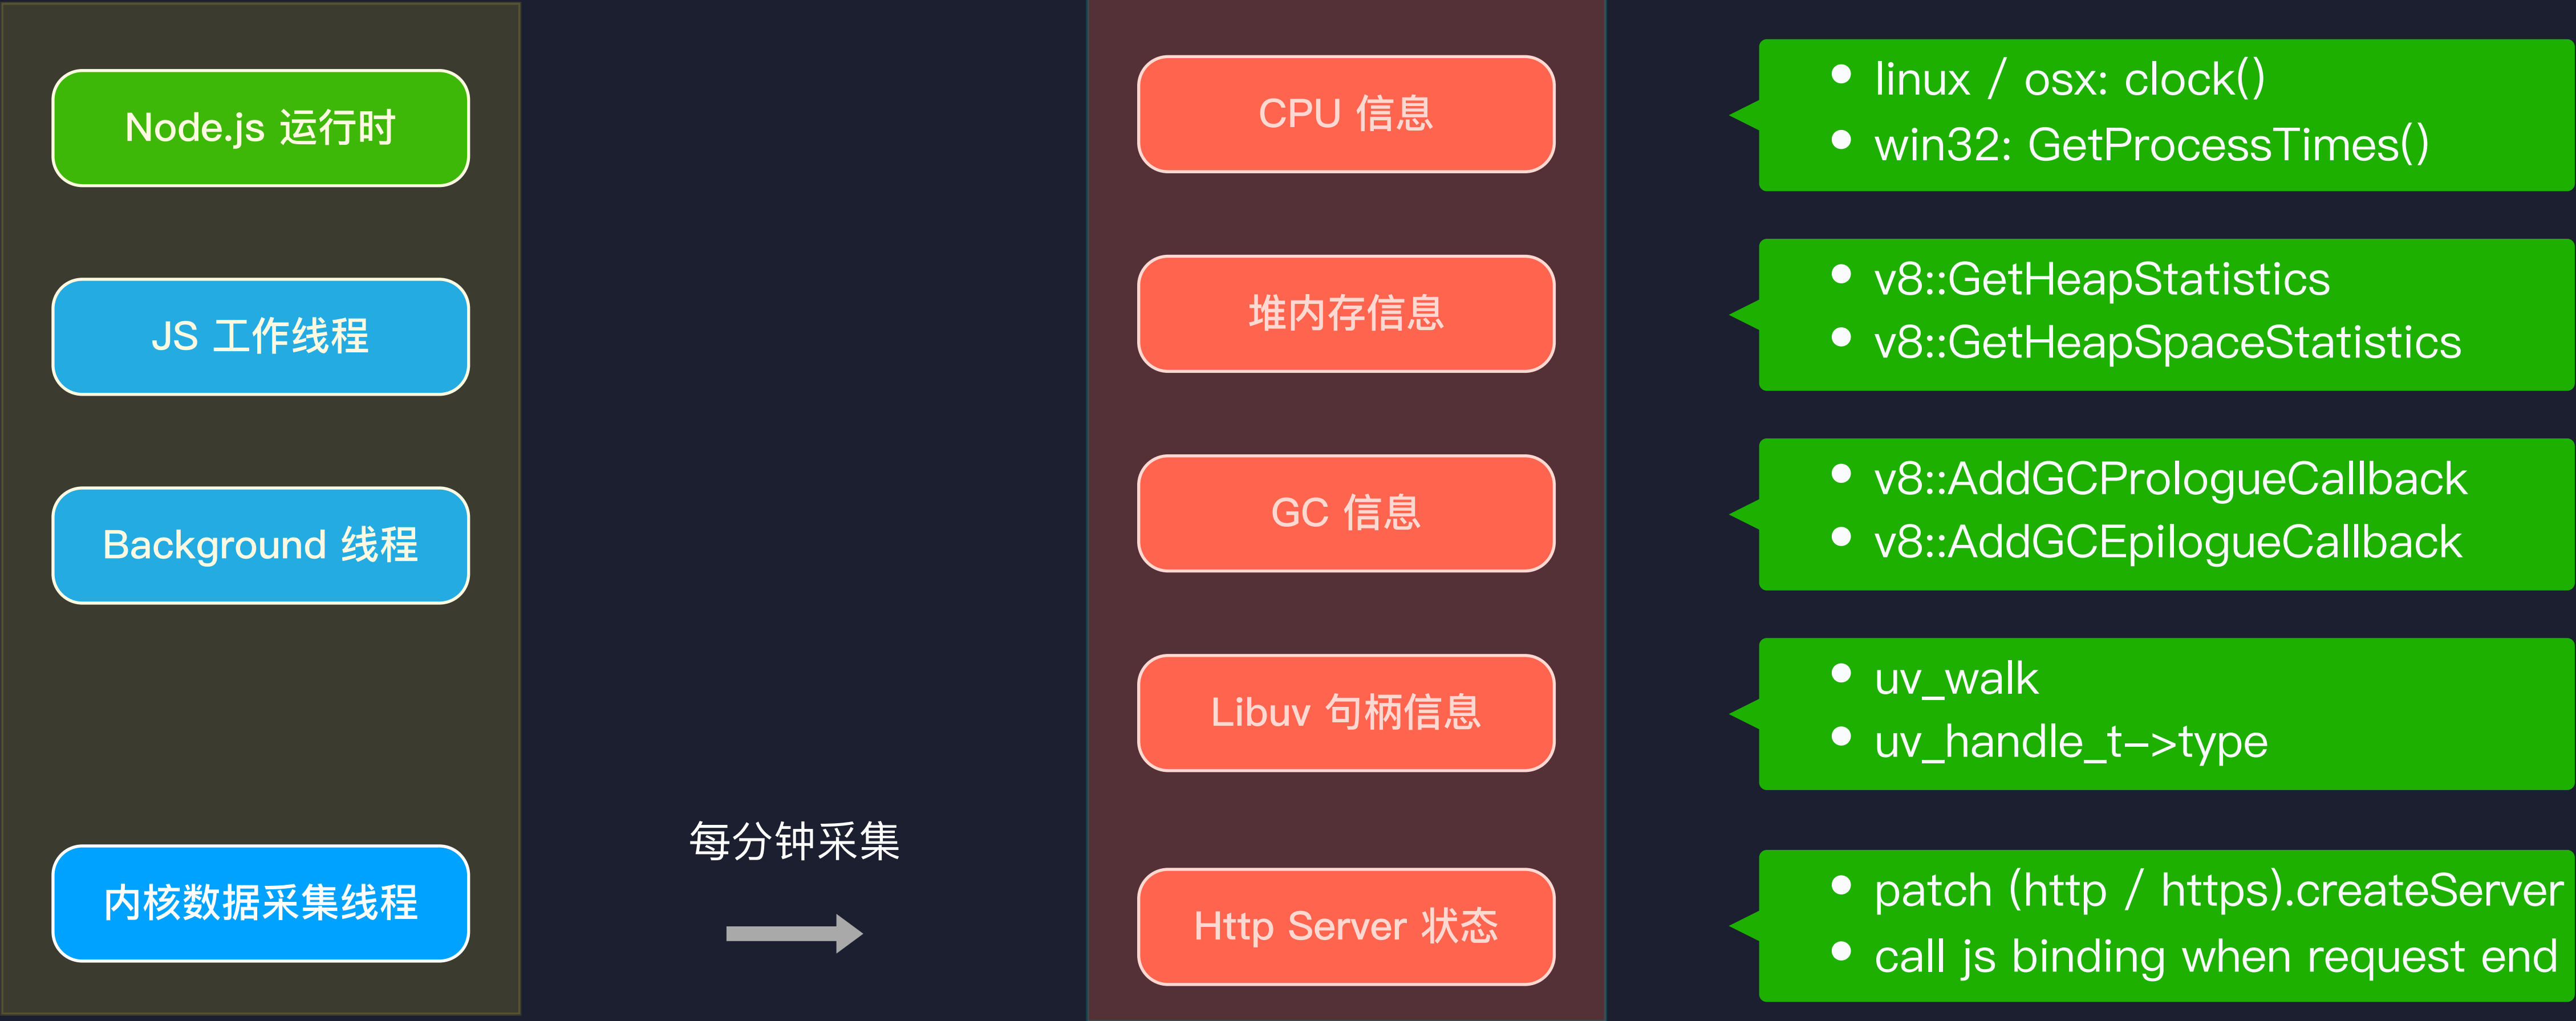 Node.js 运行时
JS 工作线程
Background 线程
内核数据采集线程
每分钟采集
CPU 信息
堆内存信息
GC 信息
Libuv 句柄信息
Http Server 状态
• linux / osx: clock()
• win32: GetProcessTimes()
• v8::GetHeapStatistics
• v8::GetHeapSpaceStatistics
• v8::AddGCPrologueCallback
• v8::AddGCEpilogueCallback
• uv_walk
• uv_handle_t->type
• patch (http / https).createServer
• call js binding when request end